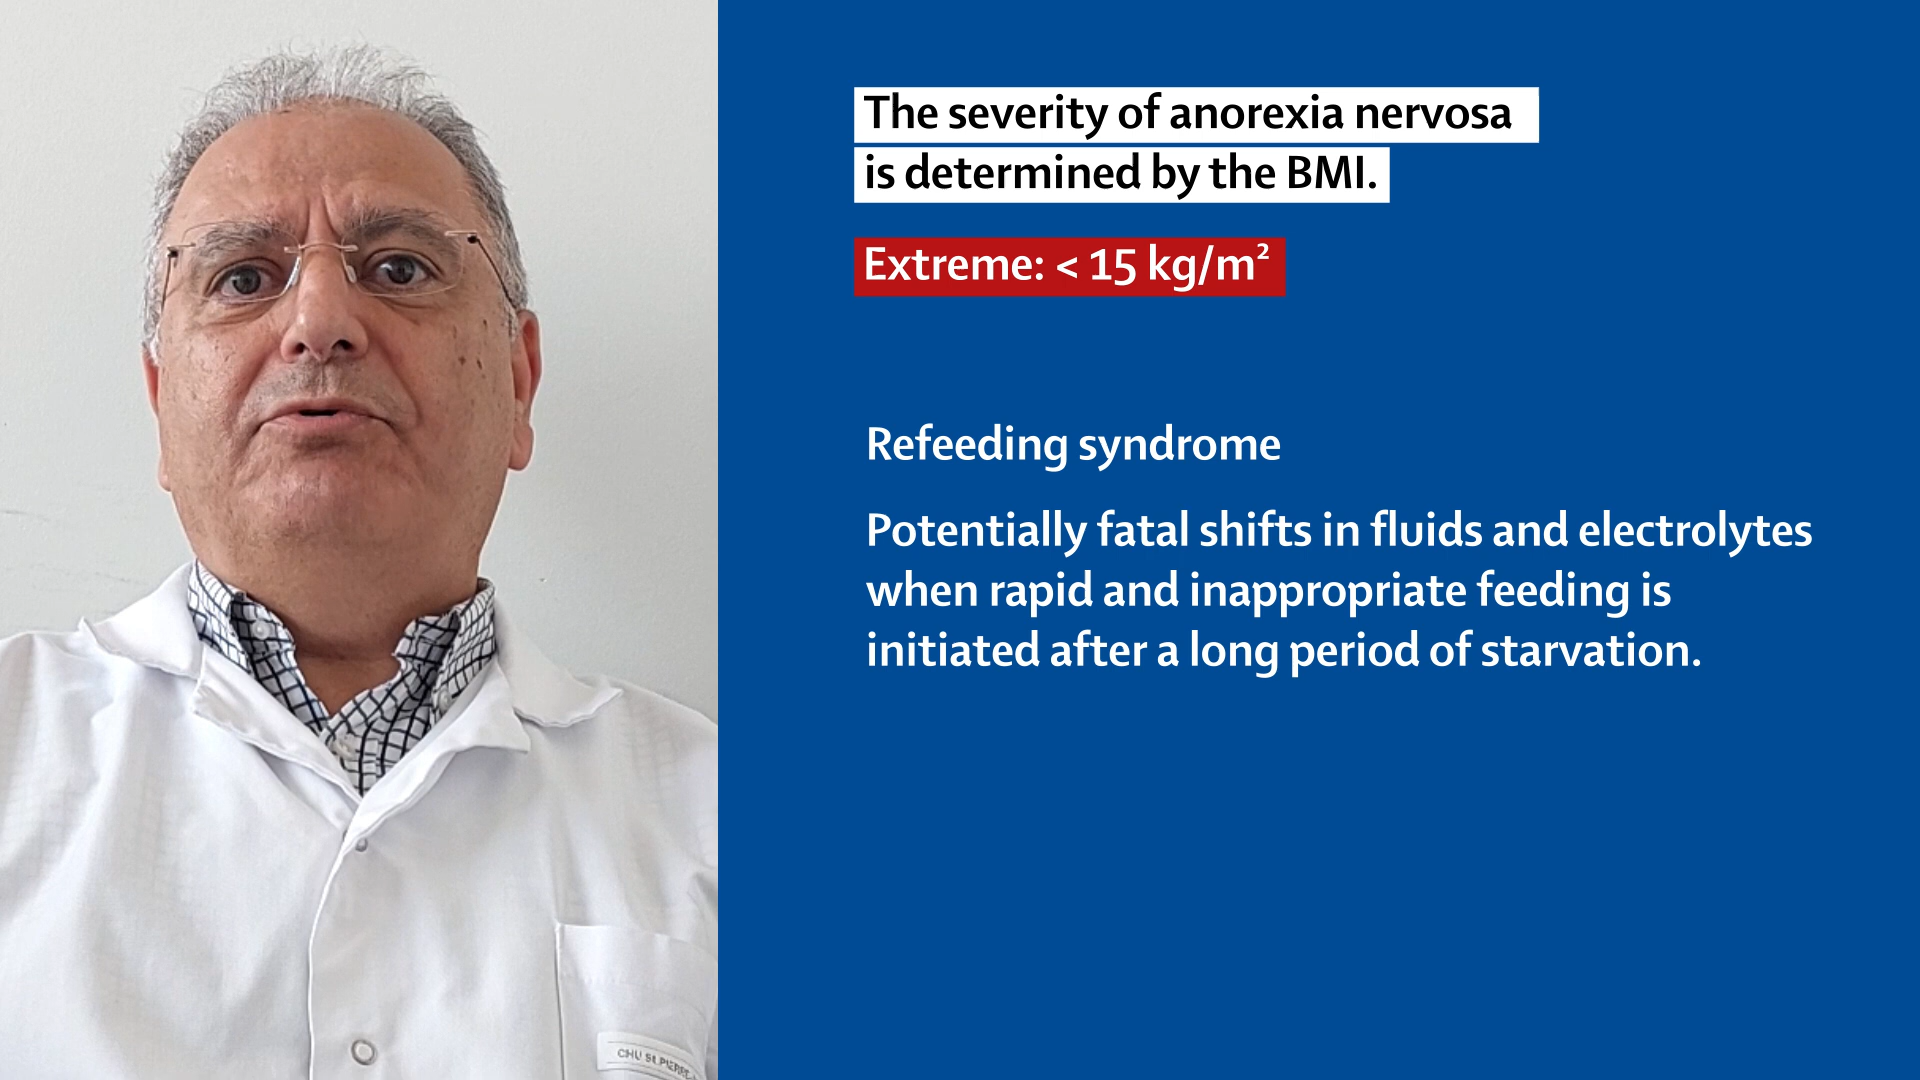 The severity of anorexia nervosa
is determined by the BMI.
Extreme: < 15 kg/m²
Refeeding syndrome
Potentially fatal shifts in fluids and electrolytes
when rapid and inappropriate feeding is
initiated after a long period of starvation.
CHU St PIERRE